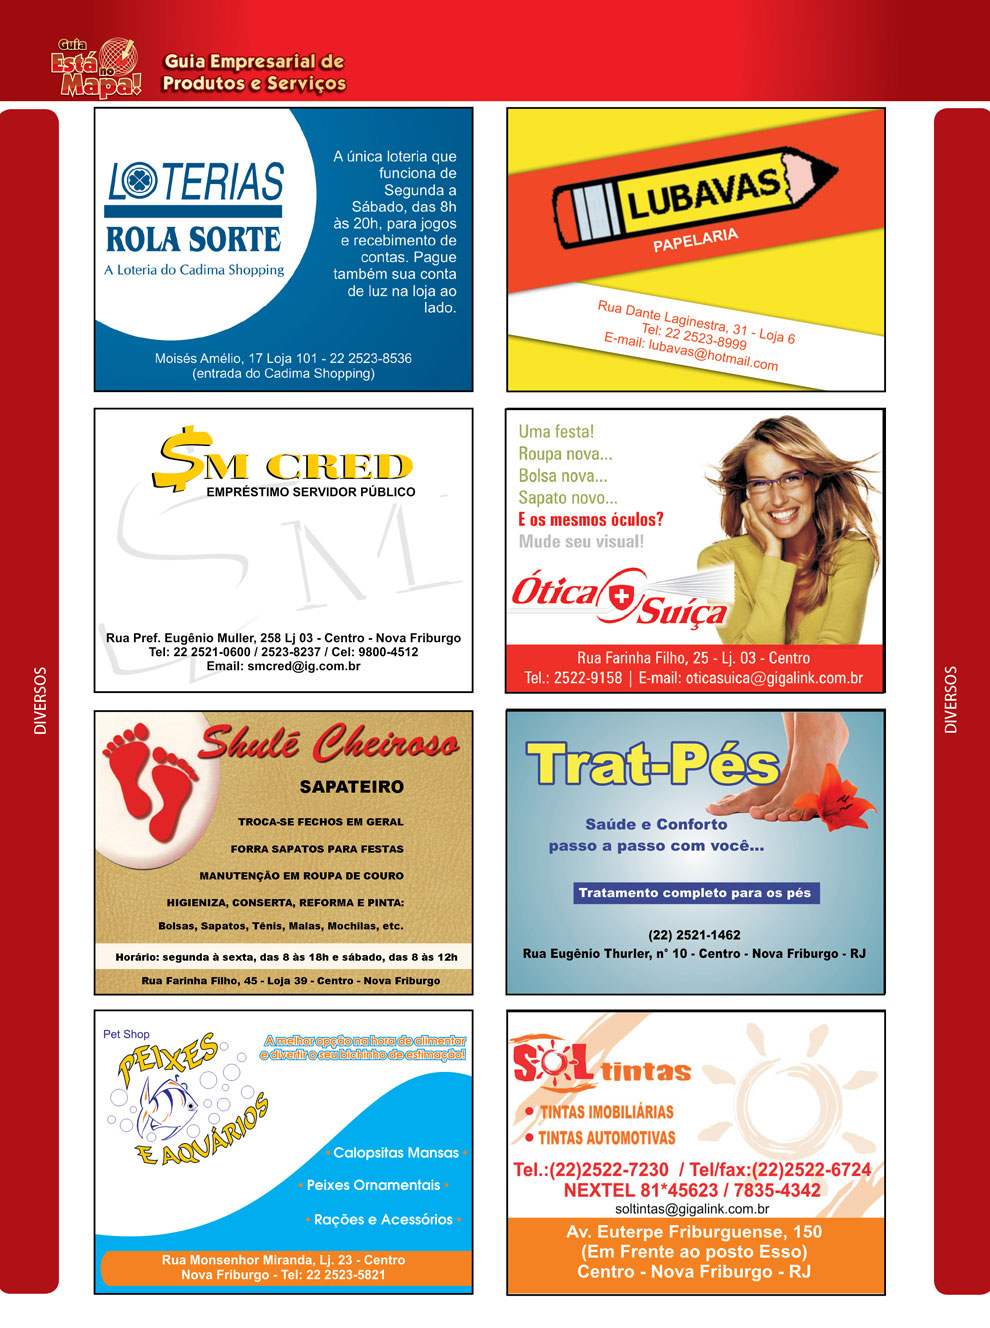 Guia
Está
no
Mapa!
Guia Empresarial de
Produtos e Serviços
DIVERSOS
LOTERIAS
ROLA SORTE
A Loteria do Cadima Shopping
A única loteria que
funciona de
Segunda a
Sábado, das 8h
às 20h, para jogos
e recebimento de
contas. Pague
também sua conta
de luz na loja ao
lado.
Moisés Amélio, 17 Loja 101 - 22 2523-8536
(entrada do Cadima Shopping)
LUBAVAS
PAPELARIA
Rua Dante Laginestra, 31 - Loja 6
Tel: 22 2523-8999
E-mail: lubavas@hotmail.com
$M CRED
EMPRÉSTIMO SERVIDOR PÚBLICO
SM
Rua Pref. Eugênio Muller, 258 Lj 03 - Centro - Nova Friburgo
Tel: 22 2521-0600 / 2523-8237 / Cel: 9800-4512
Email: smcred@ig.com.br
Uma festa!
Roupa nova...
Bolsa nova...
Sapato novo...
E os mesmos óculos?
Mude seu visual!
Ótica Suíça
Rua Farinha Filho, 25 - Lj. 03 - Centro
Tel.: 2522-9158 | E-mail: oticasuica@gigalink.com.br
Shulé Cheiroso
SAPATEIRO
TROCA-SE FECHOS EM GERAL
FORRA SAPATOS PARA FESTAS
MANUTENÇÃO EM ROUPA DE COURO
HIGIENIZA, CONSERTA, REFORMA E PINTA:
Bolsas, Sapatos, Tênis, Malas, Mochilas, etc.
Horário: segunda à sexta, das 8 às 18h e sábado, das 8 às 12h
Rua Farinha Filho, 45 - Loja 39 - Centro - Nova Friburgo
Trat-Pés
Saúde e Conforto
passo a passo com você...
Tratamento completo para os pés
(22) 2521-1462
Rua Eugênio Thurler, n° 10 - Centro - Nova Friburgo - RJ
Pet Shop
PEIXES
E AQUÁRIOS
A melhor opção na hora de alimentar
e divertir o seu bichinho de estimação!
• Calopsitas Mansas •
• Peixes Ornamentais •
• Rações e Acessórios •
Rua Monsenhor Miranda, Lj. 23 - Centro
Nova Friburgo - Tel: 22 2523-5821
SOL tintas
• TINTAS IMOBILIÁRIAS
• TINTAS AUTOMOTIVAS
Tel.:(22)2522-7230 / Tel/fax:(22)2522-6724
NEXTEL 81*45623 / 7835-4342
soltintas@gigalink.com.br
Av. Euterpe Friburguense, 150
(Em Frente ao posto Esso)
Centro - Nova Friburgo - RJ
DIVERSOS